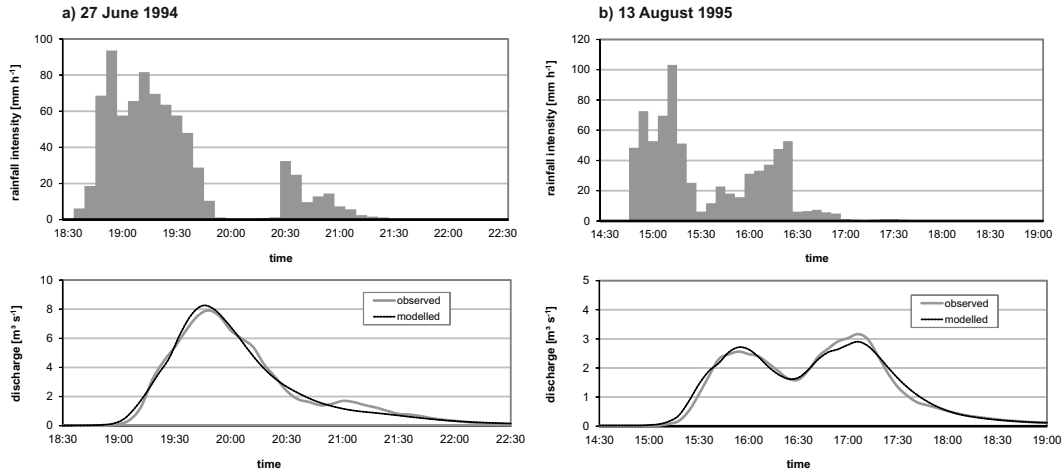 a) 27 June 1994
100
80
60
40
20
0
rainfall intensity [mm h⁻¹]
18:30 19:00 19:30 20:00 20:30 21:00 21:30 22:00 22:30
time
10
8
6
4
2
0
discharge [m³ s⁻¹]
observed
modelled
18:30 19:00 19:30 20:00 20:30 21:00 21:30 22:00 22:30
time
b) 13 August 1995
120
100
80
60
40
20
0
rainfall intensity [mm h⁻¹]
14:30 15:00 15:30 16:00 16:30 17:00 17:30 18:00 18:30 19:00
time
5
4
3
2
1
0
discharge [m³ s⁻¹]
observed
modelled
14:30 15:00 15:30 16:00 16:30 17:00 17:30 18:00 18:30 19:00
time